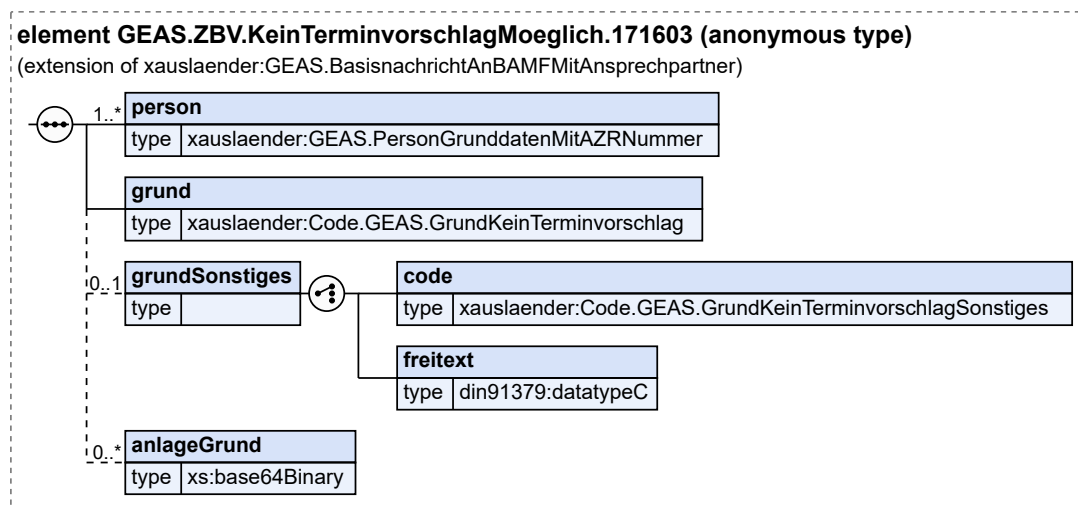 element GEAS.ZBV.KeinTerminvorschlagMoeglich.171603 (anonymous type)
(extension of xauslaender:GEAS.BasisnachrichtAnBAMFMitAnsprechpartner)
1..* person
type xauslaender:GEAS.PersonGrunddatenMitAZRNummer
grund
type xauslaender:Code.GEAS.GrundKeinTerminvorschlag
0..1 grundSonstiges
type
code
type xauslaender:Code.GEAS.GrundKeinTerminvorschlagSonstiges
freitext
type din91379:datatypeC
0..* anlageGrund
type xs:base64Binary